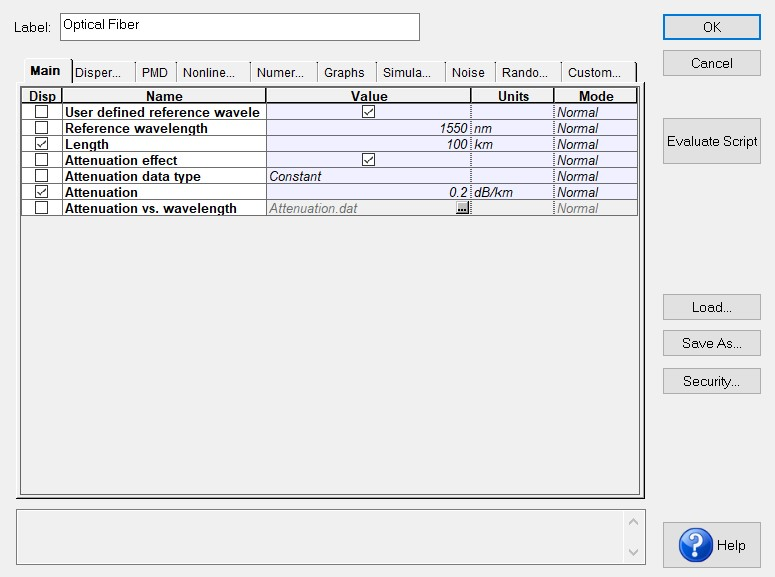 Label: Optical Fiber
OK
Cancel
Main Disper... PMD Nonline... Numer... Graphs Simula... Noise Rando... Custom...
Disp Name Value Units Mode
User defined reference wavele Normal
Reference wavelength 1550 nm Normal
Length 100 km Normal
Attenuation effect Normal
Attenuation data type Constant Normal
Attenuation 0.2 dB/km Normal
Attenuation vs. wavelength Attenuation.dat ... Normal
Evaluate Script
Load...
Save As...
Security...
? Help